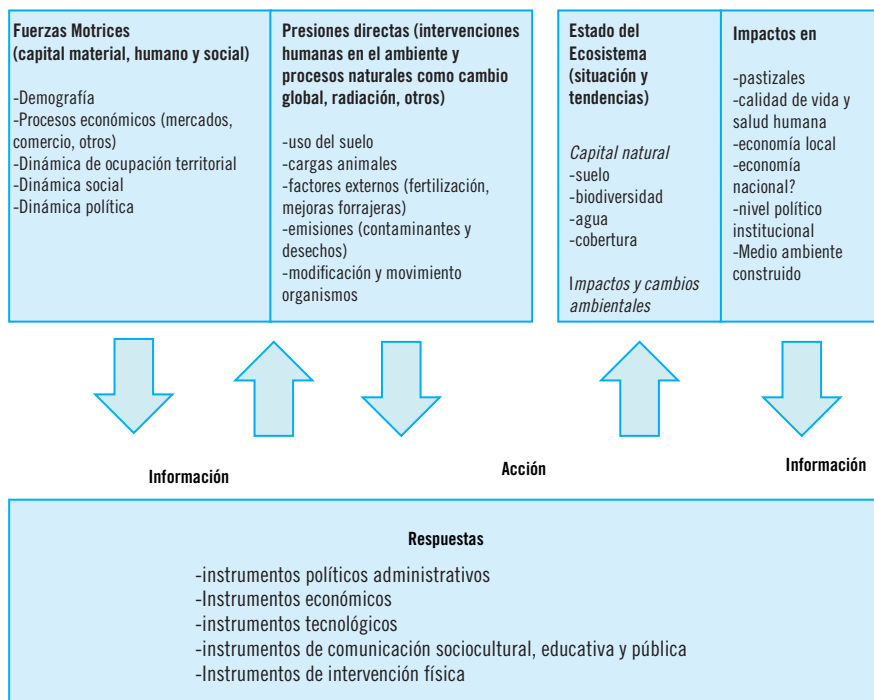 Fuerzas Motrices
(capital material, humano y social)
-Demografía
-Procesos económicos (mercados,
comercio, otros)
-Dinámica de ocupación territorial
-Dinámica social
-Dinámica política
Presiones directas (intervenciones
humanas en el ambiente y
procesos naturales como cambio
global, radiación, otros)
-uso del suelo
-cargas animales
-factores externos (fertilización,
mejoras forrajeras)
-emisiones (contaminantes y
desechos)
-modificación y movimiento
organismos
Estado del
Ecosistema
(situación y
tendencias)
Capital natural
-suelo
-biodiversidad
-agua
-cobertura
Impactos y cambios
ambientales
Impactos en
-pastizales
-calidad de vida y
salud humana
-economía local
-economía
nacional?
-nivel político
institucional
-Medio ambiente
construido
Información
Acción
Información
Respuestas
-instrumentos políticos administrativos
-Instrumentos económicos
-instrumentos tecnológicos
-instrumentos de comunicación sociocultural, educativa y pública
-Instrumentos de intervención física